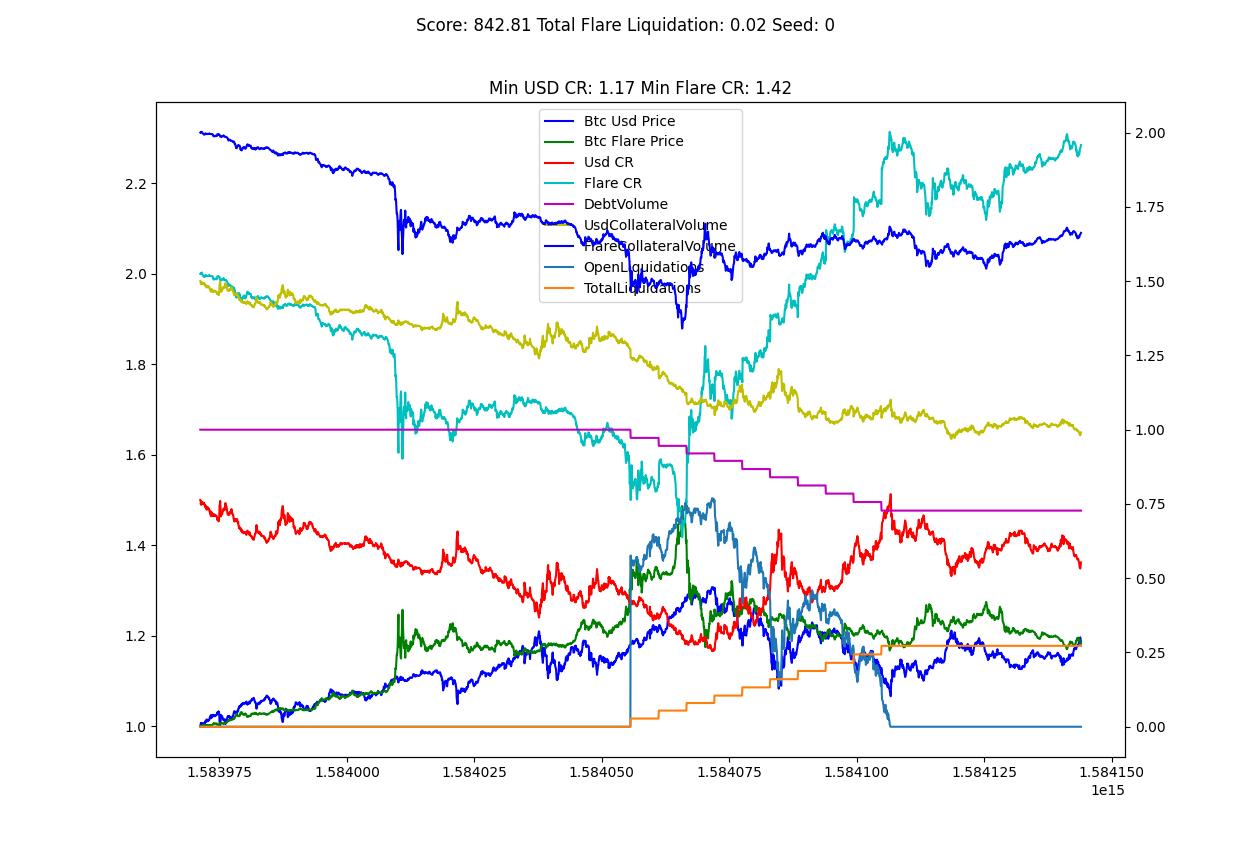 Score: 842.81 Total Flare Liquidation: 0.02 Seed: 0
Min USD CR: 1.17 Min Flare CR: 1.42
Btc Usd Price
Btc Flare Price
Usd CR
Flare CR
DebtVolume
UsdCollateralVolume
FlareCollateralVolume
OpenLiquidations
TotalLiquidations
2.2
2.0
1.8
1.6
1.4
1.2
1.0
2.00
1.75
1.50
1.25
1.00
0.75
0.50
0.25
0.00
1.583975 1.584000 1.584025 1.584050 1.584075 1.584100 1.584125 1.584150
1e15